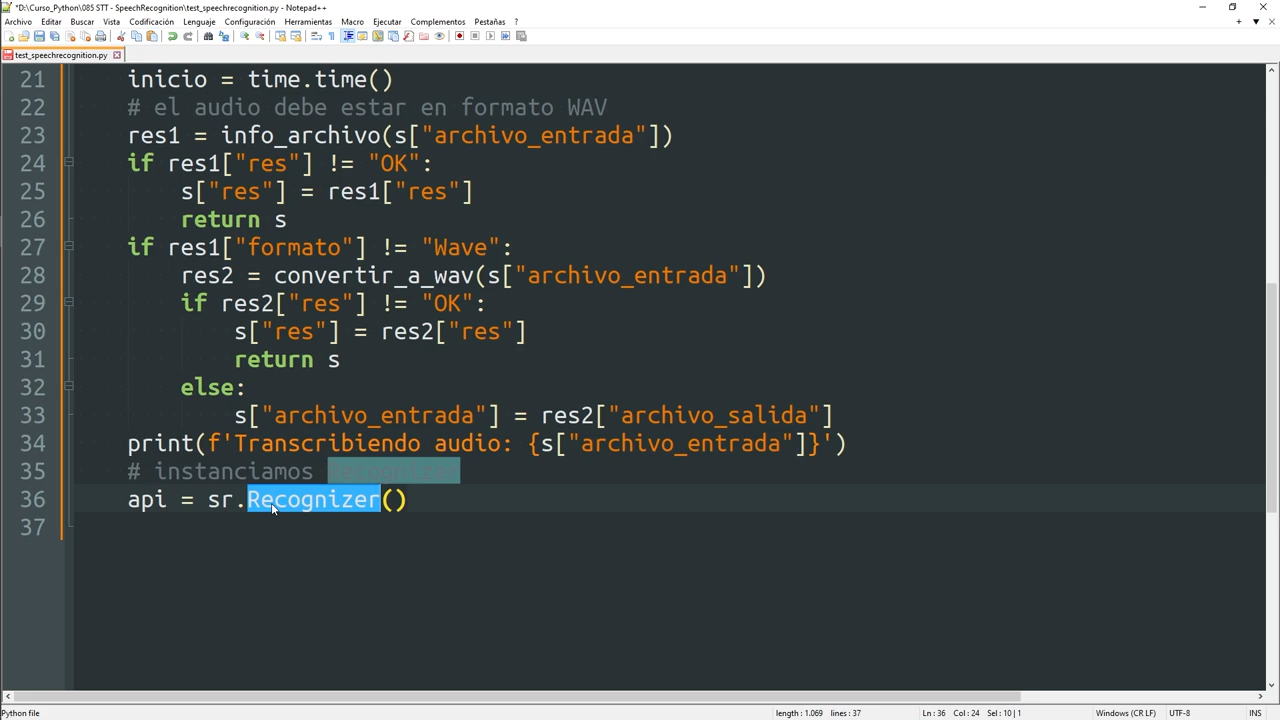 *D:\Curso_Python\085 STT - SpeechRecognition\test_speechrecognition.py - Notepad++
Archivo Editar Buscar Vista Codificación Lenguaje Configuración Herramientas Macro Ejecutar Complementos Pestañas ?
test_speechrecognition.py
21 inicio = time.time()
22 # el audio debe estar en formato WAV
23 res1 = info_archivo(s["archivo_entrada"])
24 if res1["res"] != "OK":
25 s["res"] = res1["res"]
26 return s
27 if res1["formato"] != "Wave":
28 res2 = convertir_a_wav(s["archivo_entrada"])
29 if res2["res"] != "OK":
30 s["res"] = res2["res"]
31 return s
32 else:
33 s["archivo_entrada"] = res2["archivo_salida"]
34 print(f'Transcribiendo audio: {s["archivo_entrada"]}')
35 # instanciamos Recognizer
36 api = sr.Recognizer()
37
Python file length : 1.069 lines : 37 Ln : 36 Col : 24 Sel : 10 | 1 Windows (CR LF) UTF-8 INS